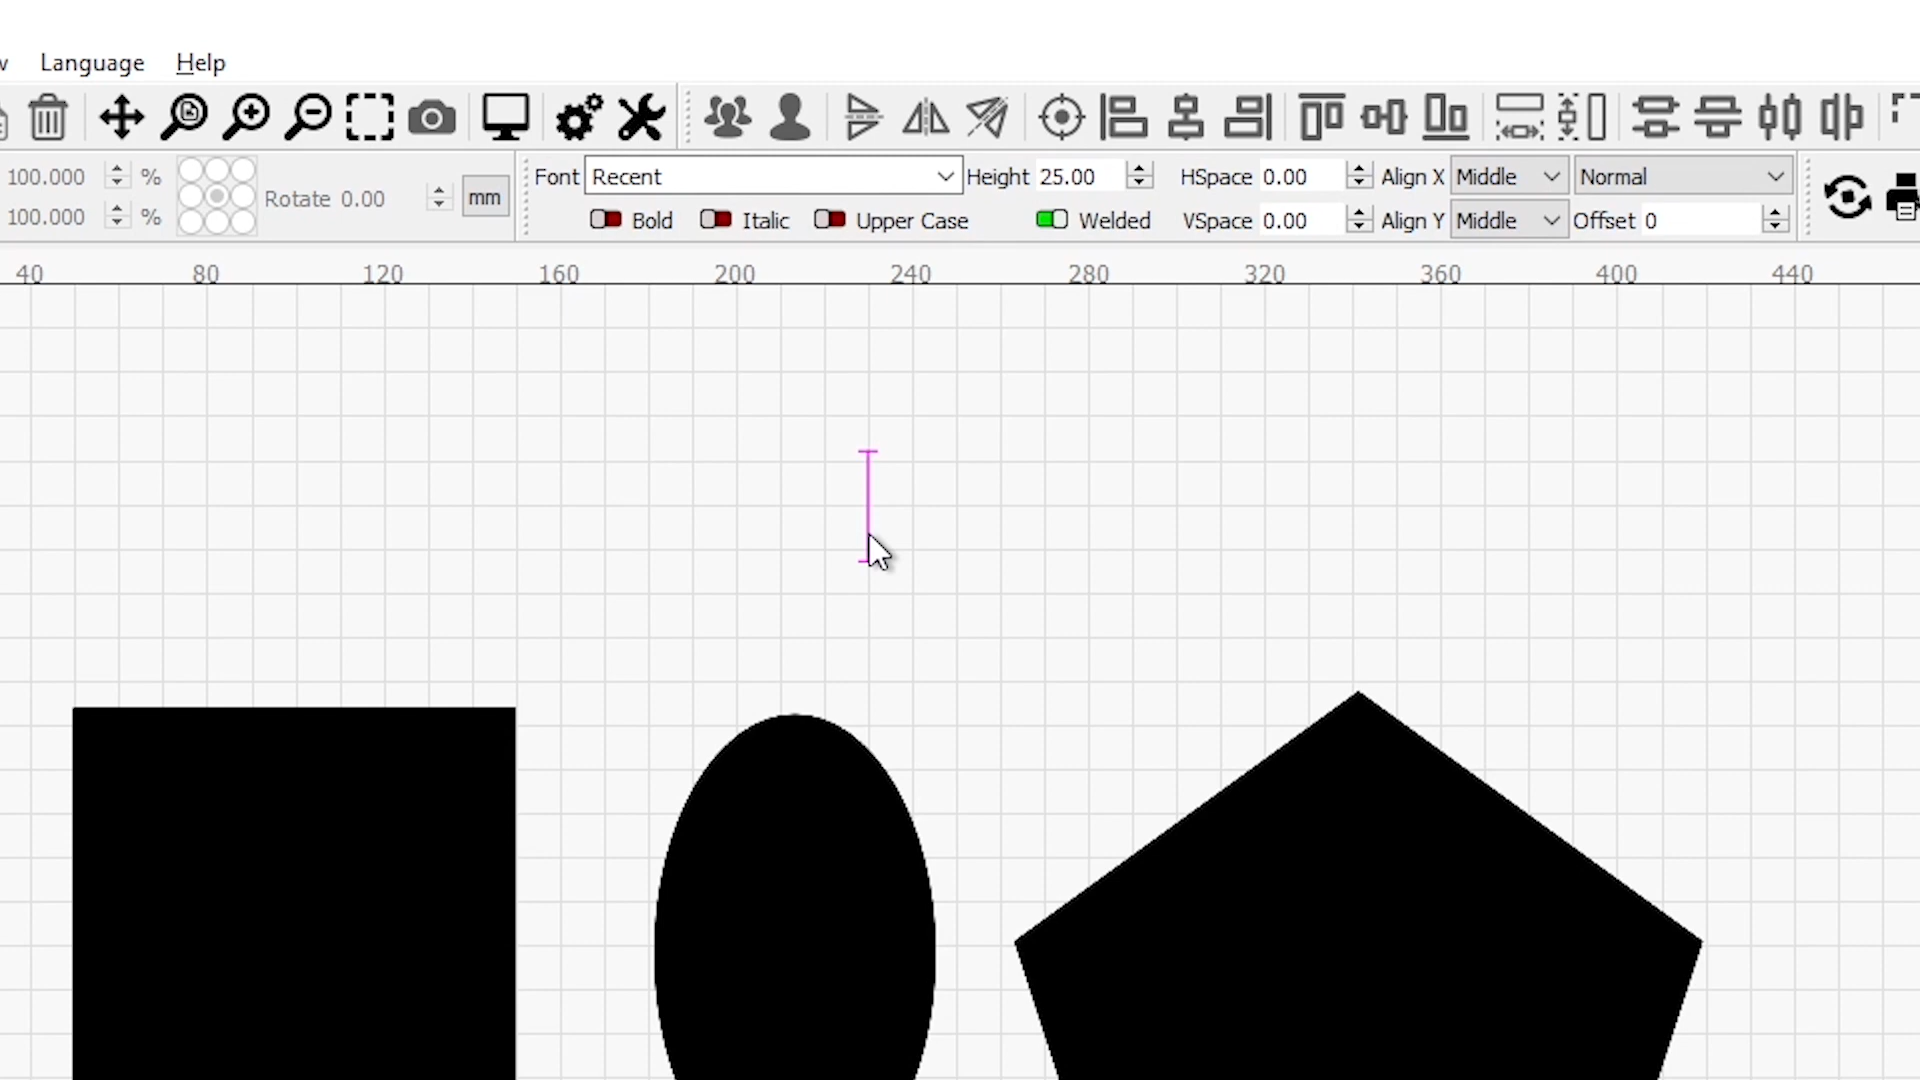 Language Help
100.000 %
100.000 %
Rotate 0.00
mm
Font Recent Height 25.00 HSpace 0.00 Align X Middle Normal
Bold Italic Upper Case Welded VSpace 0.00 Align Y Middle Offset 0
40 80 120 160 200 240 280 320 360 400 440